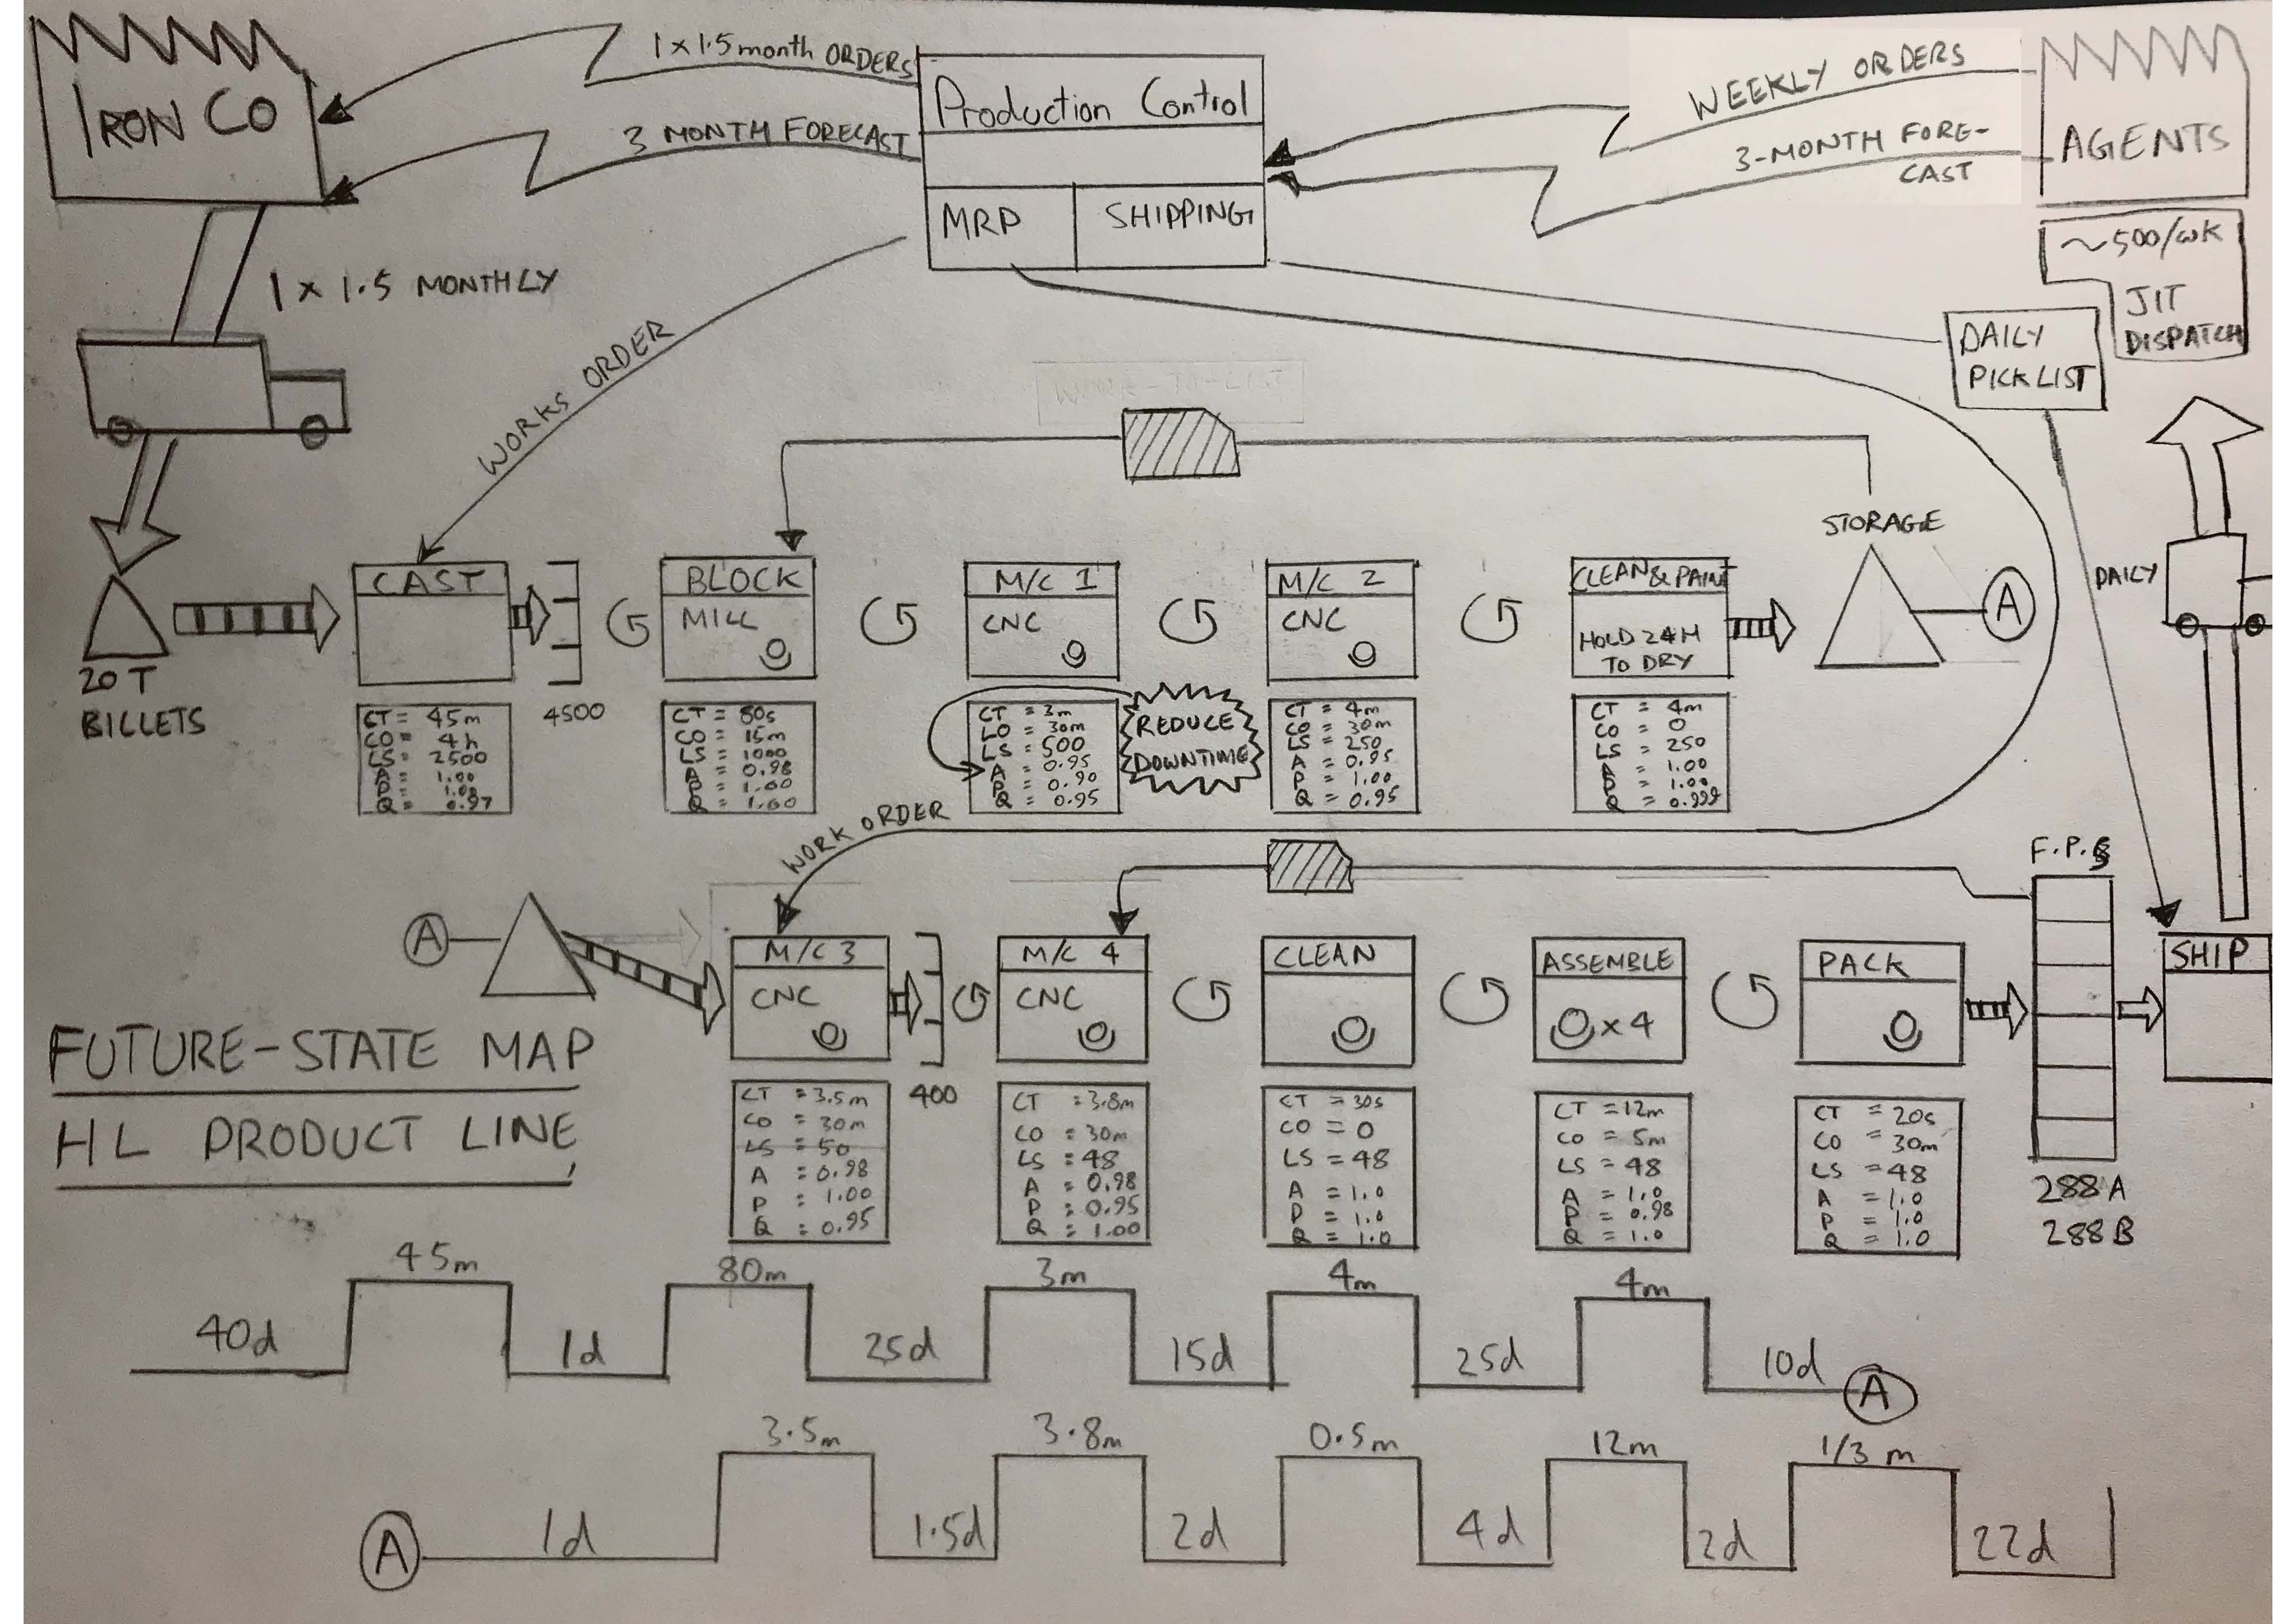 IRON CO
1 x 1.5 month ORDERS
3 MONTH FORECAST
Production Control
MRP
SHIPPING
WEEKLY ORDERS
3-MONTH FORE-
CAST
AGENTS
~500/WK
JIT
DISPATCH
1 x 1.5 MONTHLY
DAILY
PICK LIST
WORKS ORDER
DAILY
20 T
BILLETS
CAST
4500
BLOCK
MILL
M/C 1
CNC
M/C 2
CNC
CLEAN & PAINT
HOLD 24H
TO DRY
STORAGE
A
CT = 45m
CO = 4h
LS = 2500
A = 1.00
P = 1.00
Q = 0.97
CT = 80s
CO = 15m
LS = 1000
A = 0.98
P = 1.00
Q = 1.00
CT = 3m
CO = 30m
LS = 500
A = 0.95
P = 0.90
Q = 0.95
REDUCE
DOWNTIME
CT = 4m
CO = 30m
LS = 250
A = 0.95
P = 1.00
Q = 0.95
CT = 4m
CO = 0
LS = 250
A = 1.00
P = 1.00
Q = 0.999
WORK ORDER
F.P.S
A
M/C 3
CNC
400
M/C 4
CNC
CLEAN
ASSEMBLE
x 4
PACK
SHIP
288 A
288 B
FUTURE-STATE MAP
HL PRODUCT LINE
CT = 3.5m
CO = 30m
LS = 50
A = 0.98
P = 1.00
Q = 0.95
CT = 3.8m
CO = 30m
LS = 48
A = 0.98
P = 0.95
Q = 1.00
CT = 30s
CO = 0
LS = 48
A = 1.0
P = 1.0
Q = 1.0
CT = 12m
CO = 5m
LS = 48
A = 1.0
P = 0.98
Q = 1.0
CT = 20s
CO = 30m
LS = 48
A = 1.0
P = 1.0
Q = 1.0
40d
45m
1d
80m
25d
3m
15d
4m
25d
4m
10d
A
A
1d
3.5m
1.5d
3.8m
2d
0.5m
4d
12m
2d
1/3 m
22d